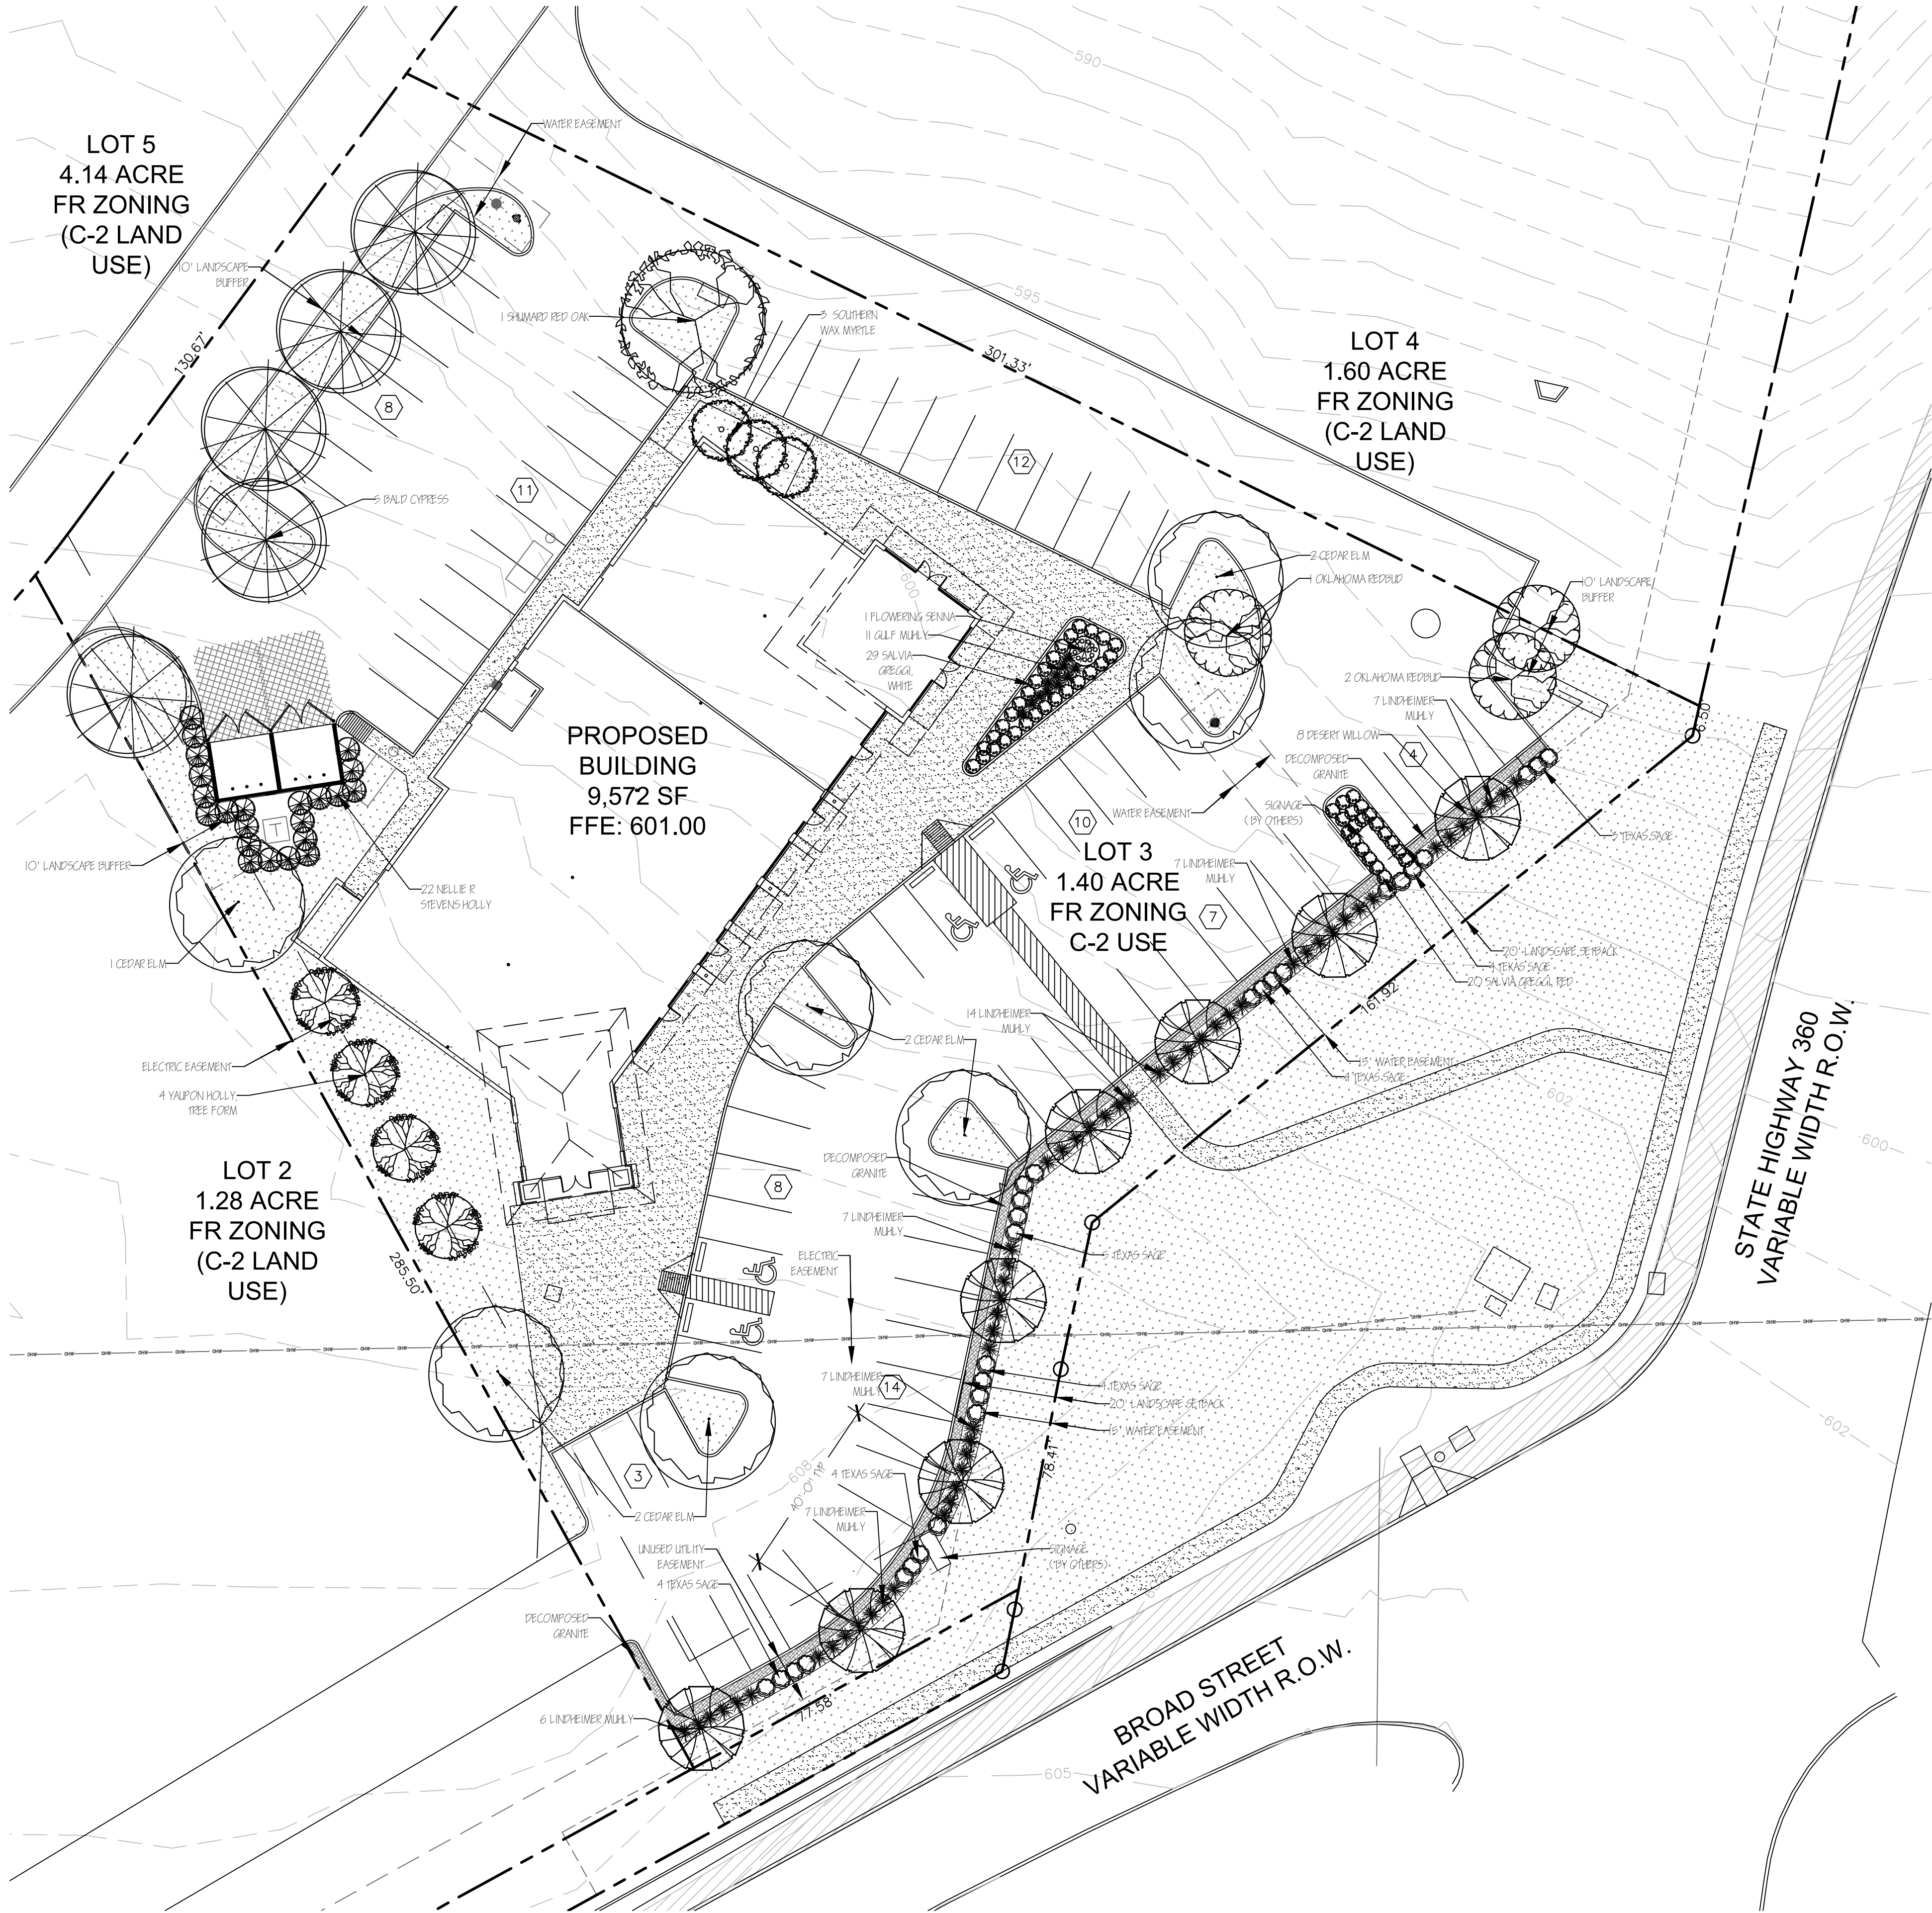 590
WATER EASEMENT
LOT 5
4.14 ACRE
FR ZONING
(C-2 LAND
USE)
10' LANDSCAPE
BUFFER
595
1 SHUMARD RED OAK
3 SOUTHERN
WAX MYRTLE
130.67'
301.33'
LOT 4
1.60 ACRE
FR ZONING
(C-2 LAND
USE)
8
12
11
5 BALD CYPRESS
2 CEDAR ELM
1 OKLAHOMA REDBUD
10' LANDSCAPE
BUFFER
600
1 FLOWERING SENNA
11 GULF MUHLY
29 SALVIA
GREGGI,
WHITE
2 OKLAHOMA REDBUD
7 LINDHEIMER
MUHLY
8 DESERT WILLOW
4
DECOMPOSED
GRANITE
PROPOSED
BUILDING
9,572 SF
FFE: 601.00
WATER EASEMENT
SIGNAGE
(BY OTHERS)
3 TEXAS SAGE
10
LOT 3
1.40 ACRE
FR ZONING
C-2 USE
7 LINDHEIMER
MUHLY
7
10' LANDSCAPE BUFFER
T
22 NELLIE R
STEVENS HOLLY
1 CEDAR ELM
20' LANDSCAPE SETBACK
4 TEXAS SAGE
20 SALVIA GREGGI, RED
161.92'
14 LINDHEIMER
MUHLY
2 CEDAR ELM
15' WATER EASEMENT
4 TEXAS SAGE
ELECTRIC EASEMENT
4 YAUPON HOLLY,
TREE FORM
602
600
STATE HIGHWAY 360
VARIABLE WIDTH R.O.W.
LOT 2
1.28 ACRE
FR ZONING
(C-2 LAND
USE)
285.50'
DECOMPOSED
GRANITE
8
7 LINDHEIMER
MUHLY
5 TEXAS SAGE
ELECTRIC
EASEMENT
OHW
7 LINDHEIMER
MUHLY
14
4 TEXAS SAGE
20' LANDSCAPE SETBACK
15' WATER EASEMENT
602
78.41'
608
40'-0" TYP
3
4 TEXAS SAGE
7 LINDHEIMER
MUHLY
2 CEDAR ELM
UNUSED UTILITY
EASEMENT
SIGNAGE
(BY OTHERS)
4 TEXAS SAGE
DECOMPOSED
GRANITE
6 LINDHEIMER MUHLY
77.58'
BROAD STREET
VARIABLE WIDTH R.O.W.
605